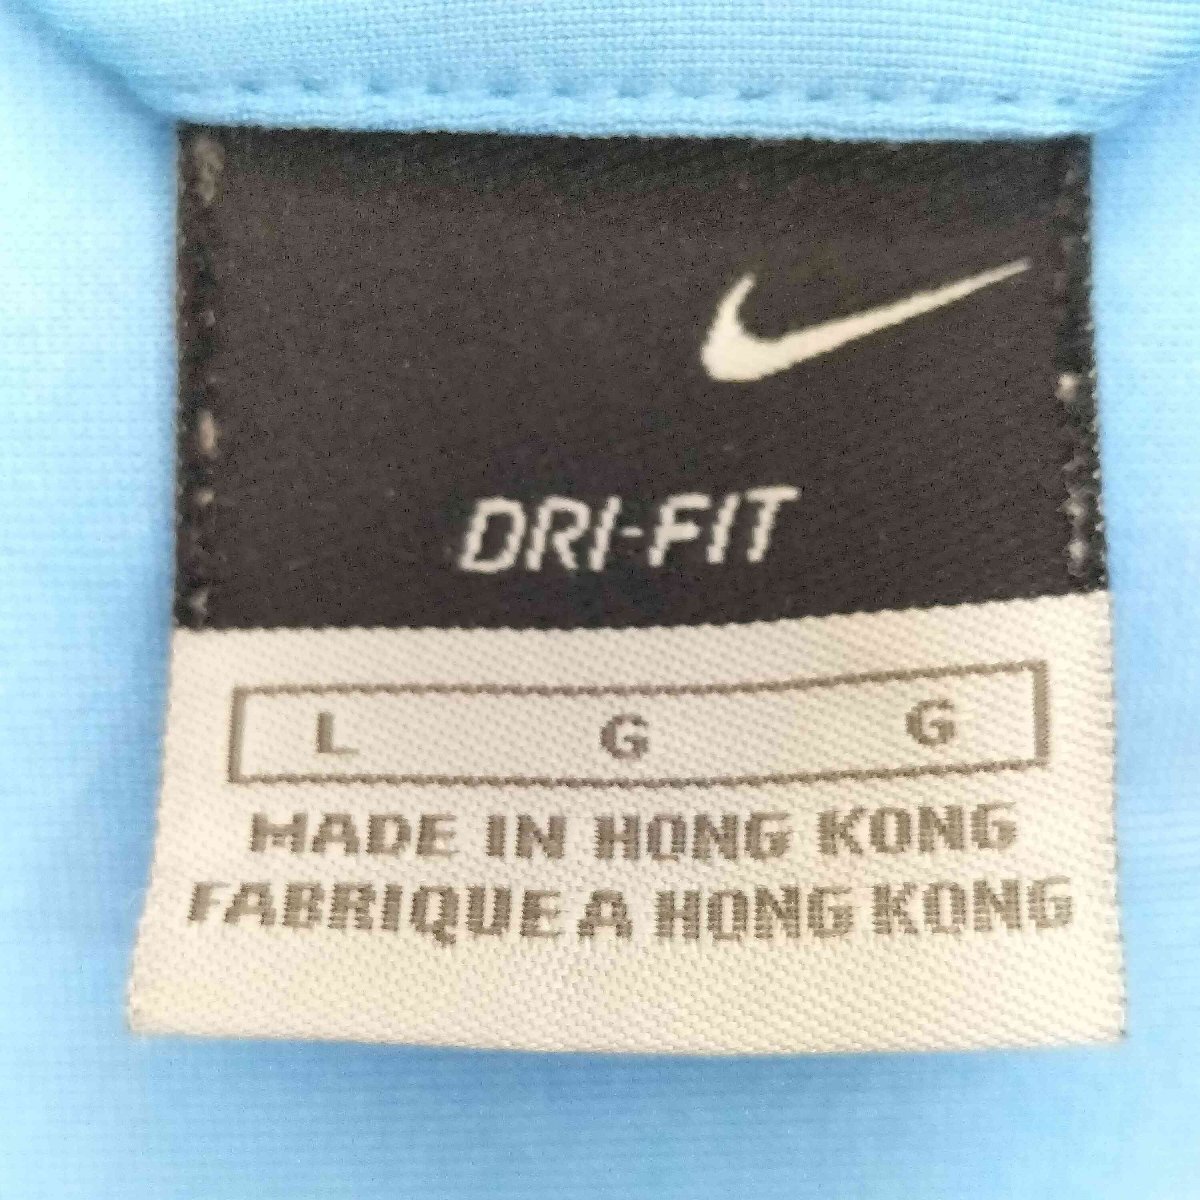 DRI-FIT
L G G
MADE IN HONG KONG
FABRIQUE A HONG KONG